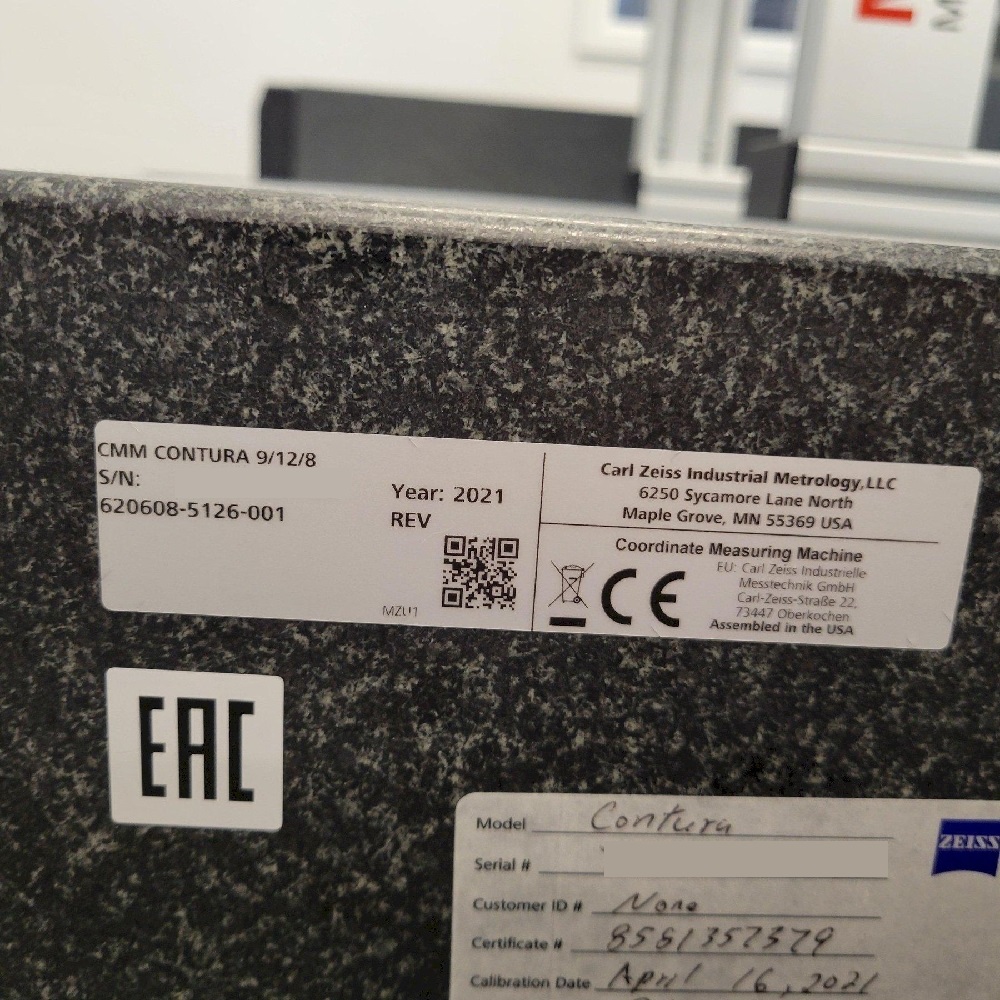 CMM CONTURA 9/12/8
S/N:
620608-5126-001
Year: 2021
REV
MZU1
Carl Zeiss Industrial Metrology,LLC
6250 Sycamore Lane North
Maple Grove, MN 55369 USA
Coordinate Measuring Machine
EU: Carl Zeiss Industrielle
Messtechnik GmbH
Carl-Zeiss-Straße 22,
73447 Oberkochen
Assembled in the USA
CE
EAC
Model Contura
Serial #
Customer ID # None
Certificate # 8581357379
Calibration Date April 16, 2021
ZEISS